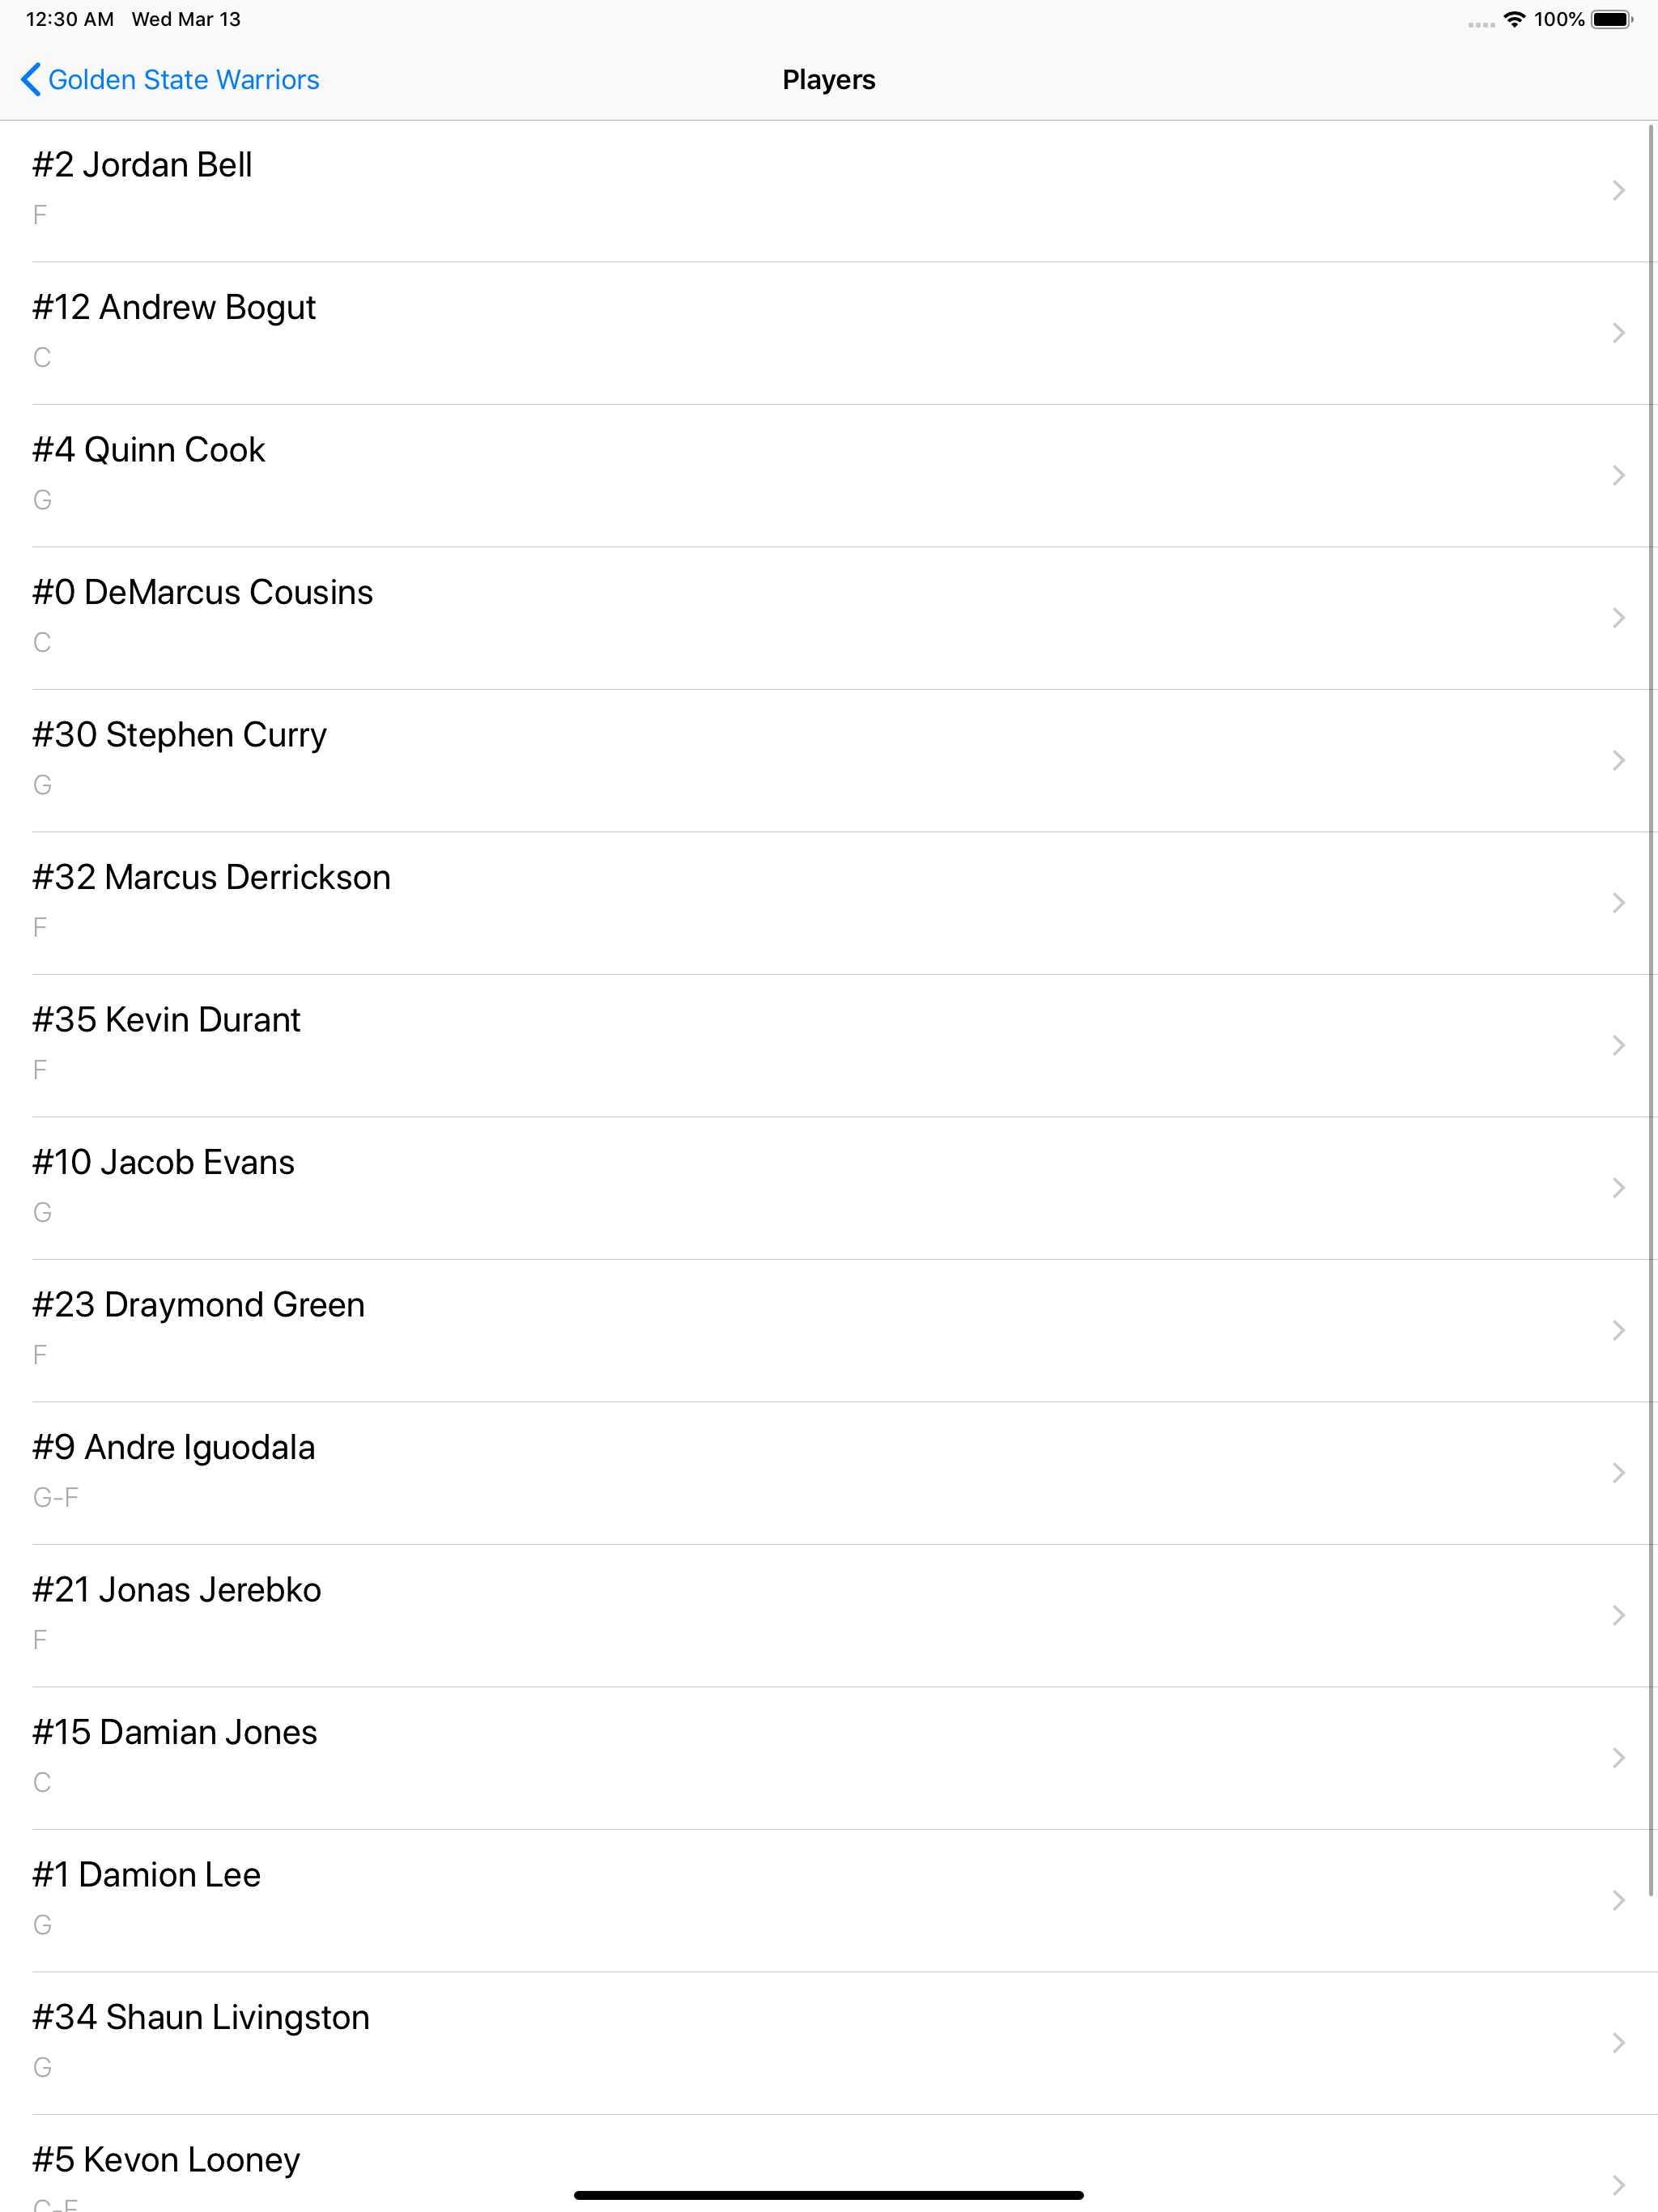 12:30 AM Wed Mar 13 100%
Golden State Warriors Players
#2 Jordan Bell
F
#12 Andrew Bogut
C
#4 Quinn Cook
G
#0 DeMarcus Cousins
C
#30 Stephen Curry
G
#32 Marcus Derrickson
F
#35 Kevin Durant
F
#10 Jacob Evans
G
#23 Draymond Green
F
#9 Andre Iguodala
G-F
#21 Jonas Jerebko
F
#15 Damian Jones
C
#1 Damion Lee
G
#34 Shaun Livingston
G
#5 Kevon Looney
C-F